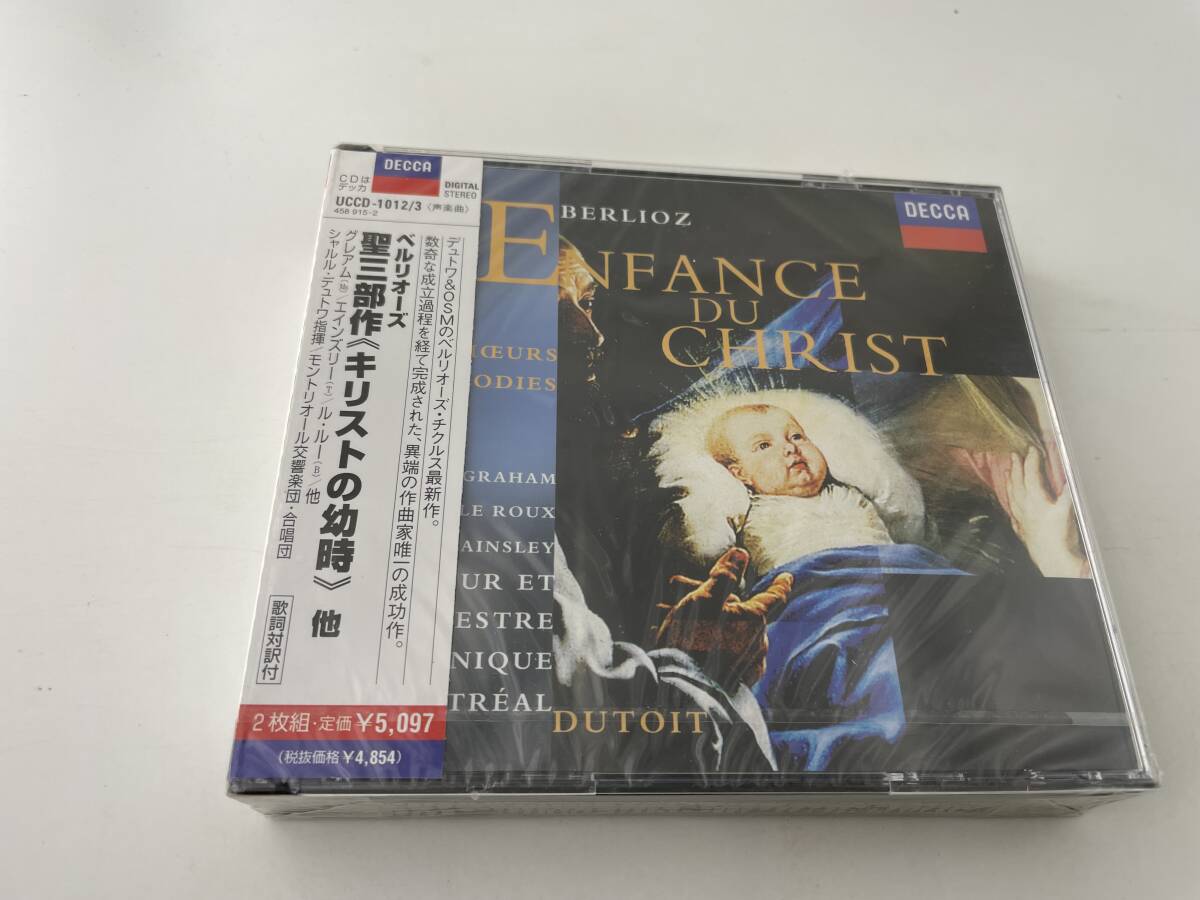 CDは
デッカ
DECCA
DIGITAL
STEREO
UCCD-1012/3〈声楽曲〉
458 915-2
デュトワ&OSMのベルリオーズ・チクルス最新作。
数奇な成立過程を経て完成された、異端の作曲家唯一の成功作。
ベルリオーズ
聖三部作《キリストの幼時》 他
グレアム(Ms)/エインズリー(T)/ル・ルー(B)/他
シャルル・デュトワ指揮/モントリオール交響楽団・合唱団
歌詞対訳付
2枚組・定価¥5,097
(税抜価格¥4,854)
BERLIOZ
DECCA
ENFANCE
DU
CHRIST
HŒURS
ODIES
GRAHAM
LE ROUX
AINSLEY
UR ET
ESTRE
NIQUE
TRÉAL
DUTOIT